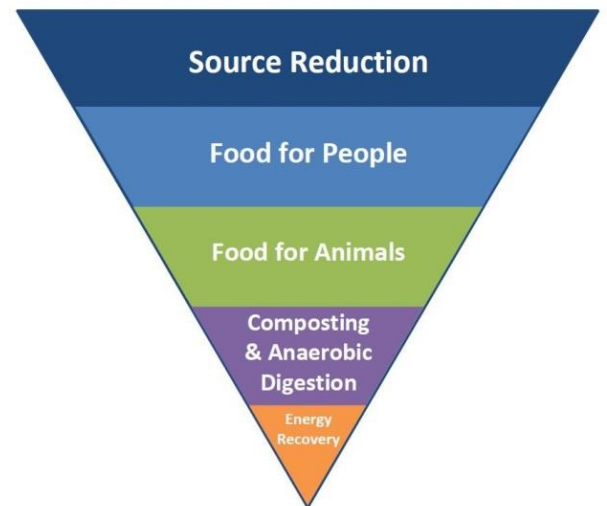 Source Reduction
Food for People
Food for Animals
Composting
& Anaerobic
Digestion
Energy
Recovery